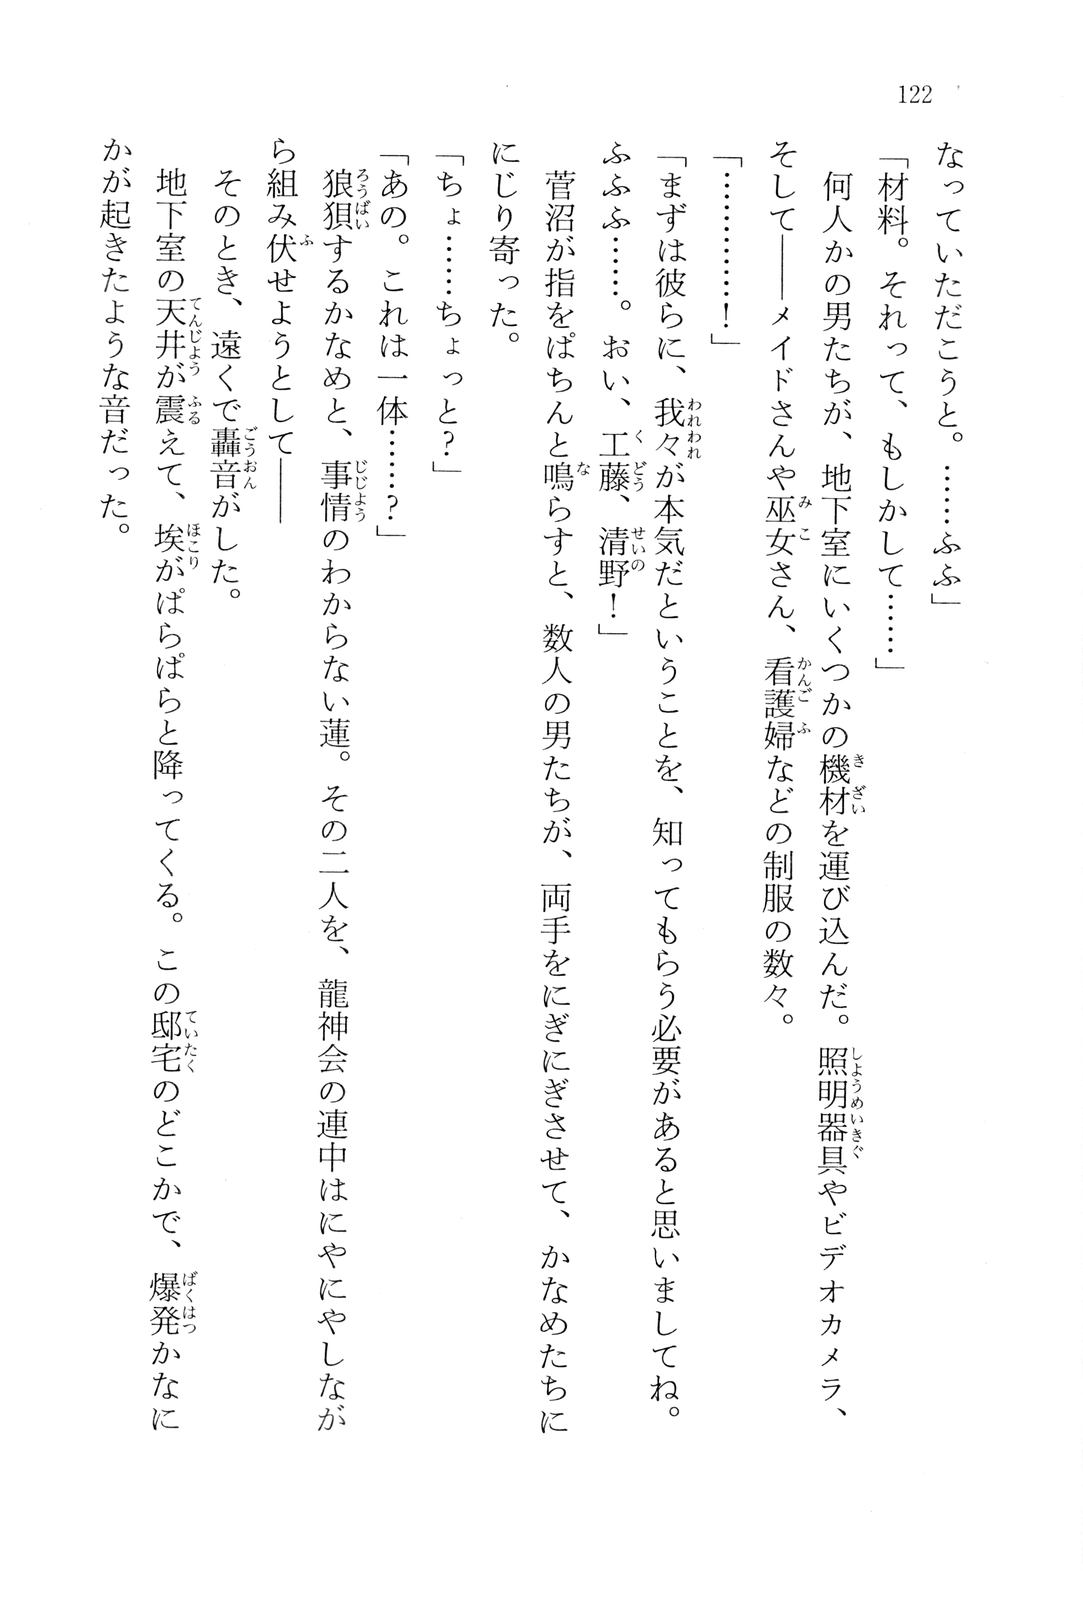 122
なっていただこうと。……ふふ」
「材料。それって、もしかして……」
何人かの男たちが、地下室にいくつかの機材を運び込んだ。照明器具やビデオカメラ、
そして――メイドさんや巫女さん、看護婦などの制服の数々。
「…………！」
「まずは彼らに、我々が本気だということを、知ってもらう必要があると思いましてね。
ふふふ……。おい、工藤、清野！」
菅沼が指をぱちんと鳴らすと、数人の男たちが、両手をにぎにぎさせて、かなめたちに
にじり寄った。
「ちょ……ちょっと？」
「あの。これは一体……？」
狼狽するかなめと、事情のわからない蓮。その二人を、龍神会の連中はにやにやしなが
ら組み伏せようとして――
そのとき、遠くで轟音がした。
地下室の天井が震えて、埃がぱらぱらと降ってくる。この邸宅のどこかで、爆発かなに
かが起きたような音だった。